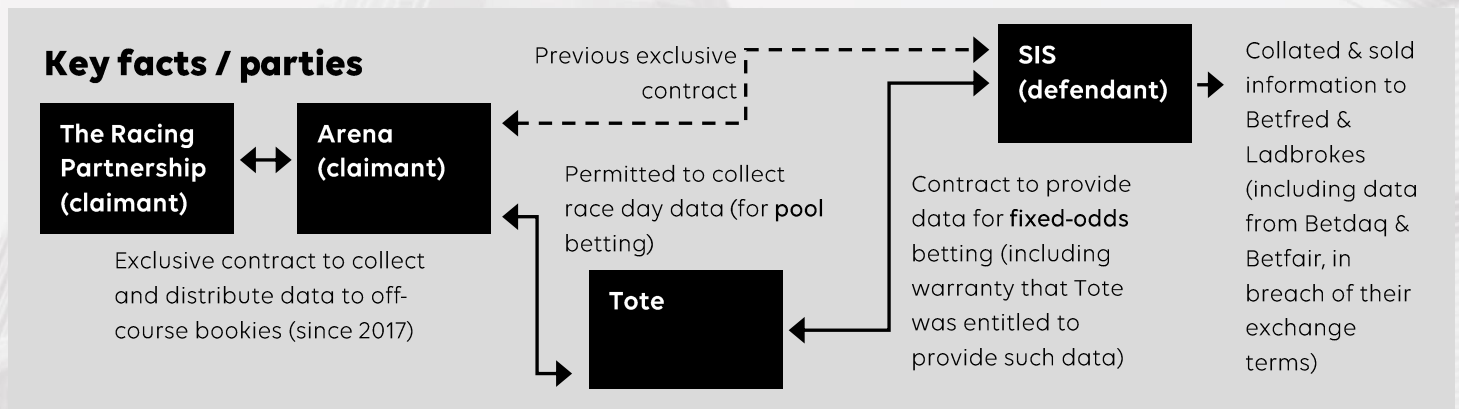 Key facts / parties
The Racing
Partnership
(claimant)
Arena
(claimant)
Exclusive contract to collect
and distribute data to off-
course bookies (since 2017)
Previous exclusive
contract
Permitted to collect
race day data (for pool
betting)
Tote
SIS
(defendant)
Contract to provide
data for fixed-odds
betting (including
warranty that Tote
was entitled to
provide such data)
Collated & sold
information to
Betfred &
Ladbrokes
(including data
from Betdaq &
Betfair, in
breach of their
exchange
terms)